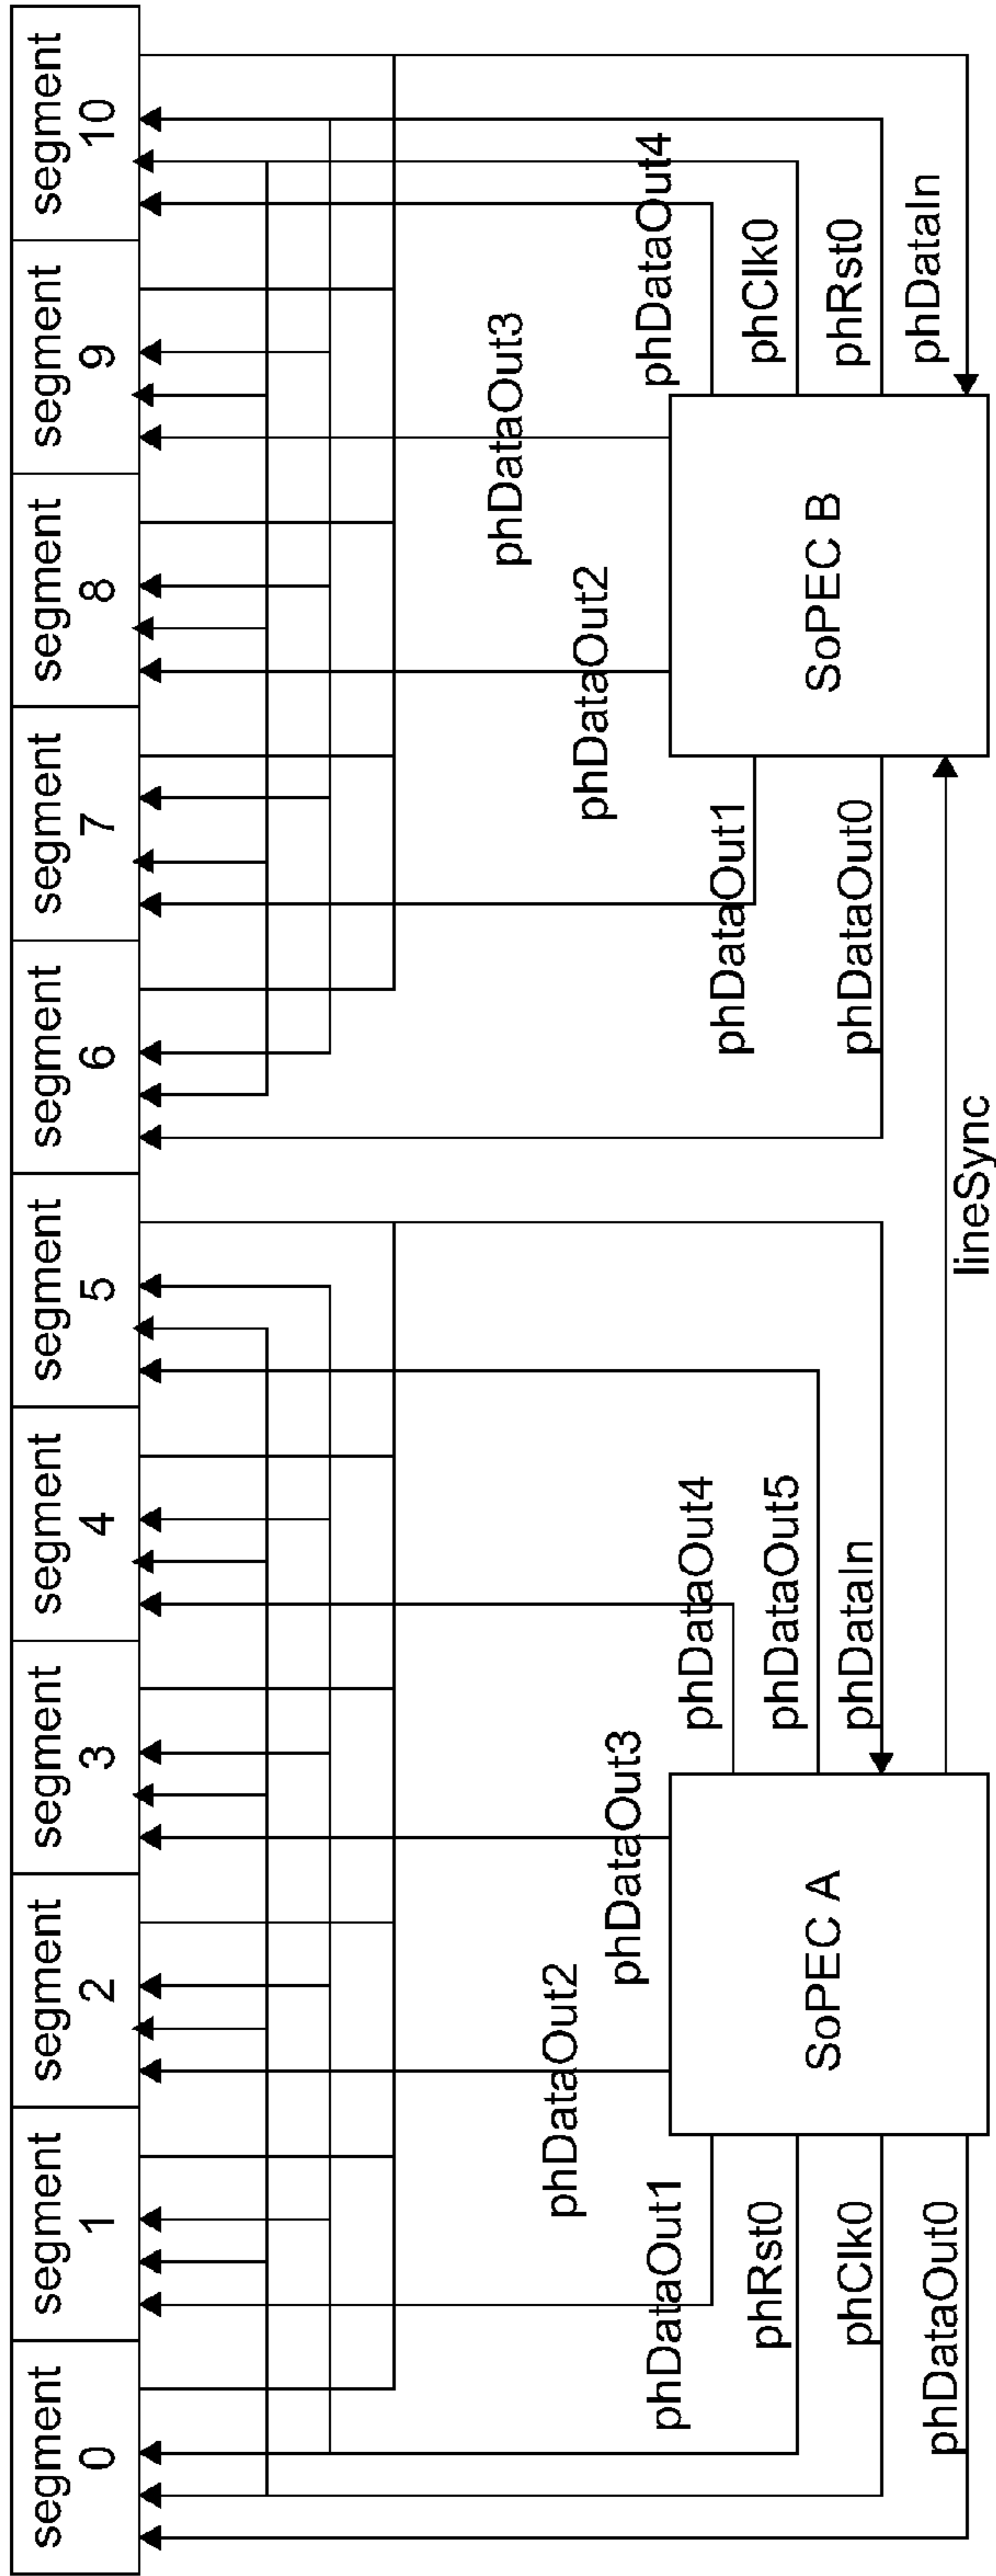 segment
0
segment
1
segment
2
segment
3
segment
4
segment
5
segment
6
segment
7
segment
8
segment
9
segment
10
phDataOut2
phDataOut3
phDataOut1
phDataOut4
phRst0
phDataOut5
phClk0
phDataIn
phDataOut0
SoPEC A
lineSync
phDataOut3
phDataOut2
phDataOut4
phDataOut1
phClk0
phDataOut0
phRst0
phDataIn
SoPEC B